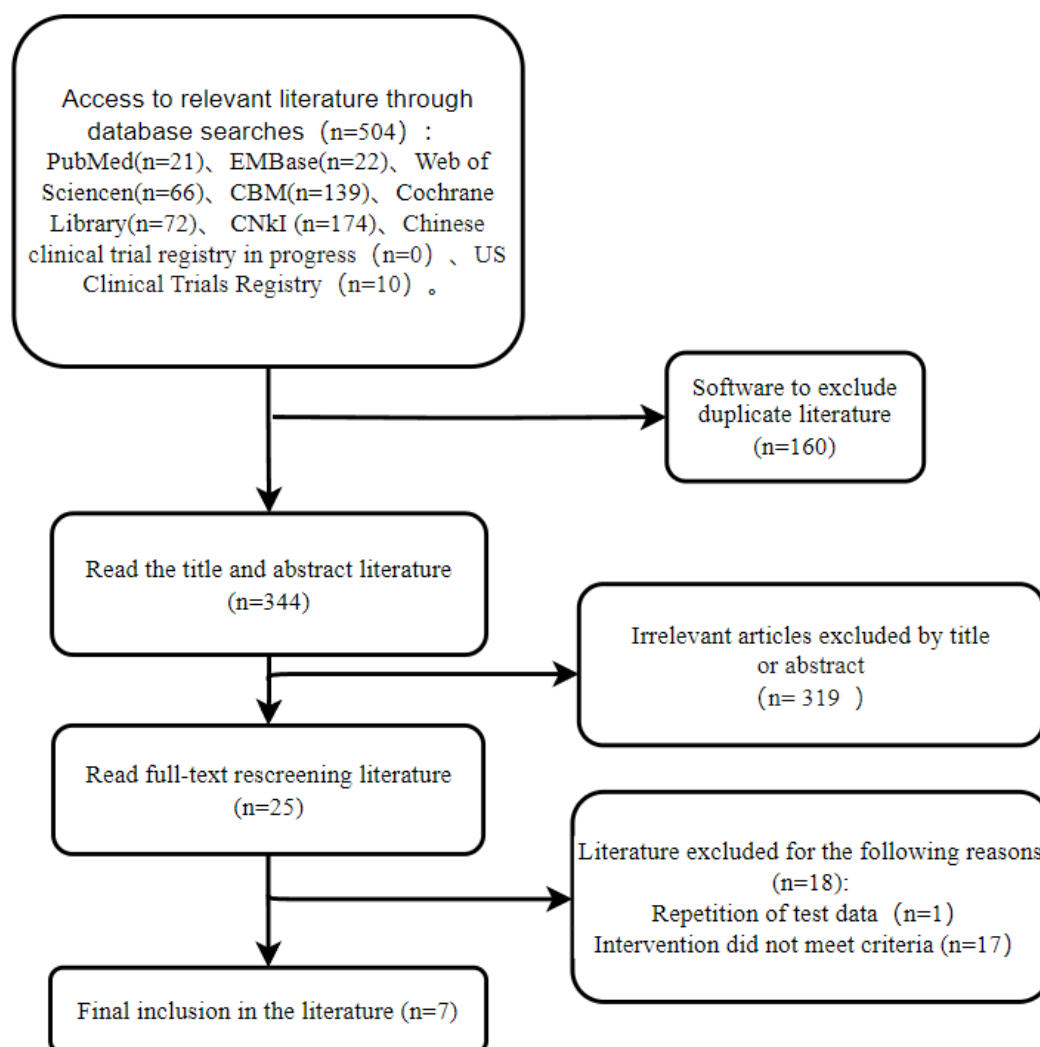 Access to relevant literature through
database searches（n=504）：
PubMed(n=21)、EMBase(n=22)、Web of
Sciencen(n=66)、CBM(n=139)、Cochrane
Library(n=72)、 CNkI (n=174)、Chinese
clinical trial registry in progress（n=0）、US
Clinical Trials Registry（n=10）。
Software to exclude
duplicate literature
(n=160)
Read the title and abstract literature
(n=344)
Irrelevant articles excluded by title
or abstract
（n= 319 ）
Read full-text rescreening literature
(n=25)
Literature excluded for the following reasons
(n=18):
Repetition of test data（n=1）
Intervention did not meet criteria (n=17）
Final inclusion in the literature (n=7)